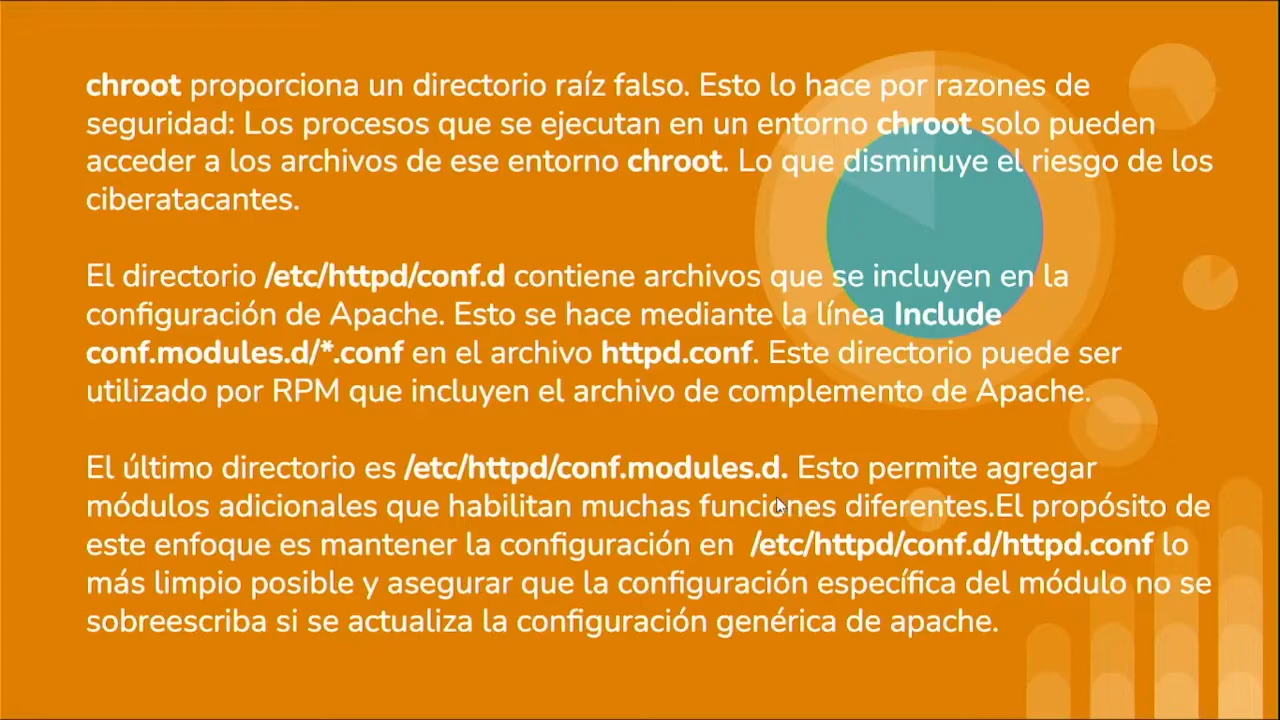 chroot proporciona un directorio raíz falso. Esto lo hace por razones de
seguridad: Los procesos que se ejecutan en un entorno chroot solo pueden
acceder a los archivos de ese entorno chroot. Lo que disminuye el riesgo de los
ciberatacantes.
El directorio /etc/httpd/conf.d contiene archivos que se incluyen en la
configuración de Apache. Esto se hace mediante la línea Include
conf.modules.d/*.conf en el archivo httpd.conf. Este directorio puede ser
utilizado por RPM que incluyen el archivo de complemento de Apache.
El último directorio es /etc/httpd/conf.modules.d. Esto permite agregar
módulos adicionales que habilitan muchas funciones diferentes.El propósito de
este enfoque es mantener la configuración en /etc/httpd/conf.d/httpd.conf lo
más limpio posible y asegurar que la configuración específica del módulo no se
sobreescriba si se actualiza la configuración genérica de apache.